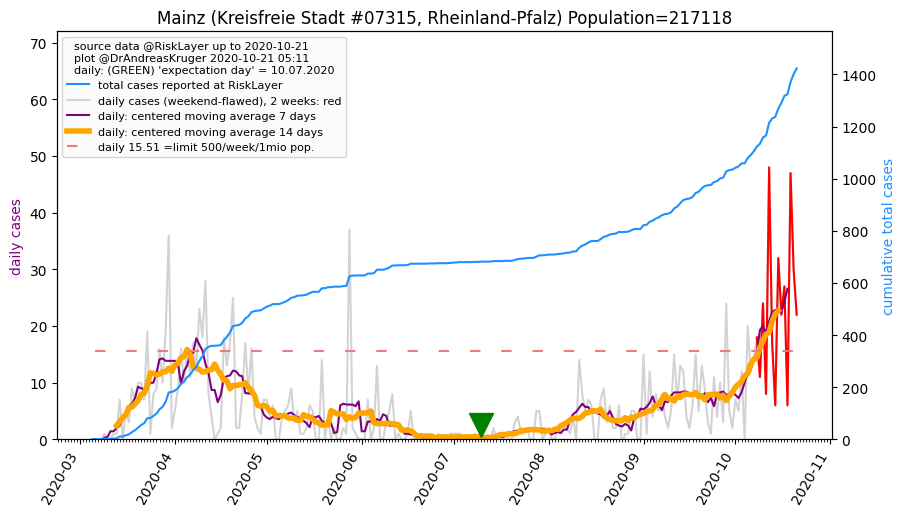 Mainz (Kreisfreie Stadt #07315, Rheinland-Pfalz) Population=217118
source data @RiskLayer up to 2020-10-21
plot @DrAndreasKruger 2020-10-21 05:11
daily: (GREEN) 'expectation day' = 10.07.2020
total cases reported at RiskLayer
daily cases (weekend-flawed), 2 weeks: red
daily: centered moving average 7 days
daily: centered moving average 14 days
daily 15.51 =limit 500/week/1mio pop.
daily cases
70
60
50
40
30
20
10
0
cumulative total cases
1400
1200
1000
800
600
400
200
0
2020-03
2020-04
2020-05
2020-06
2020-07
2020-08
2020-09
2020-10
2020-11